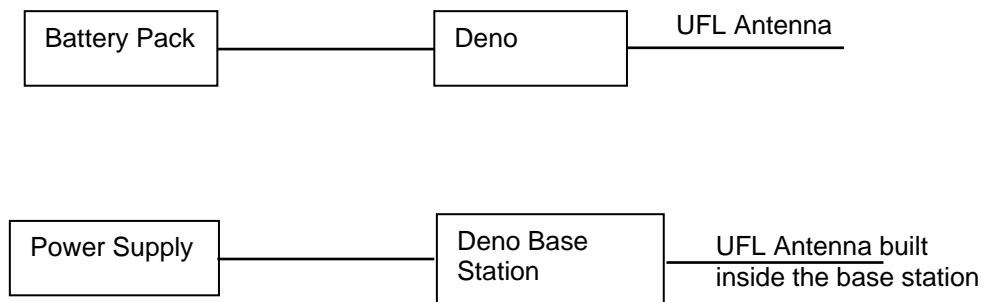 Battery Pack
Deno
UFL Antenna
Power Supply
Deno Base
Station
UFL Antenna built
inside the base station